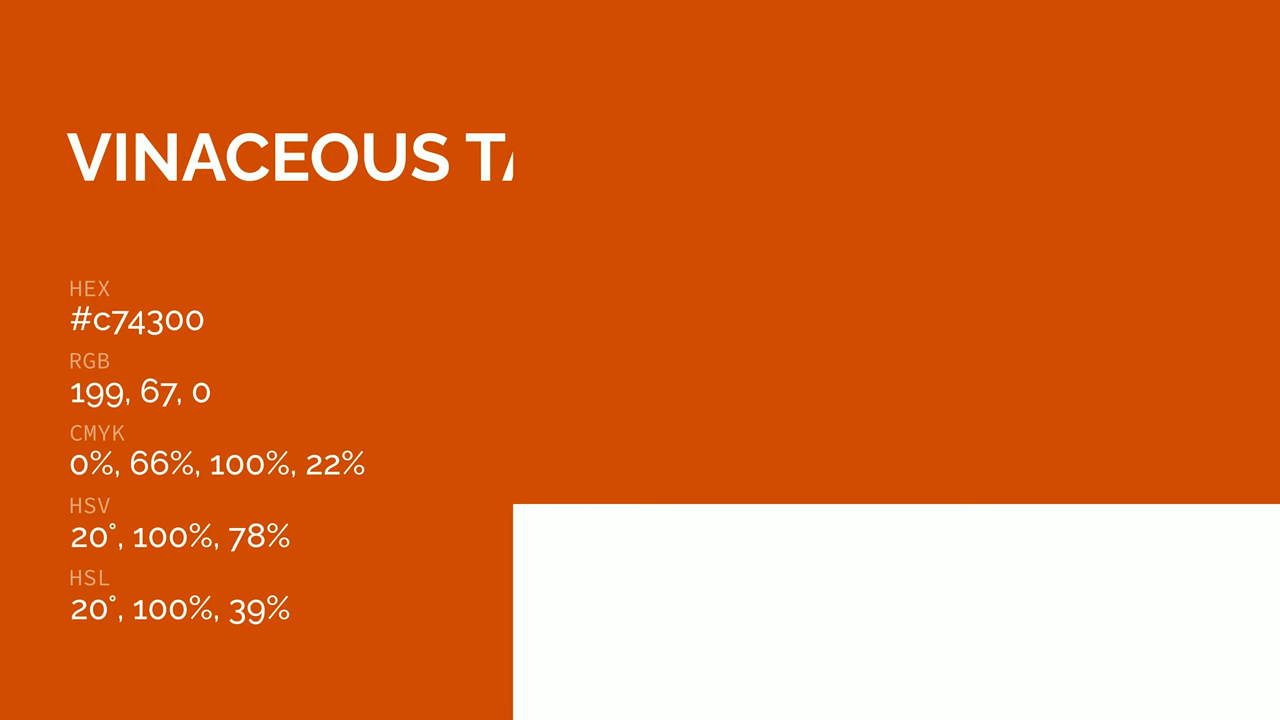 VINACEOUS
HEX
#c74300
RGB
199, 67, 0
CMYK
0%, 66%, 100%, 22%
HSV
20°, 100%, 78%
HSL
20°, 100%, 39%